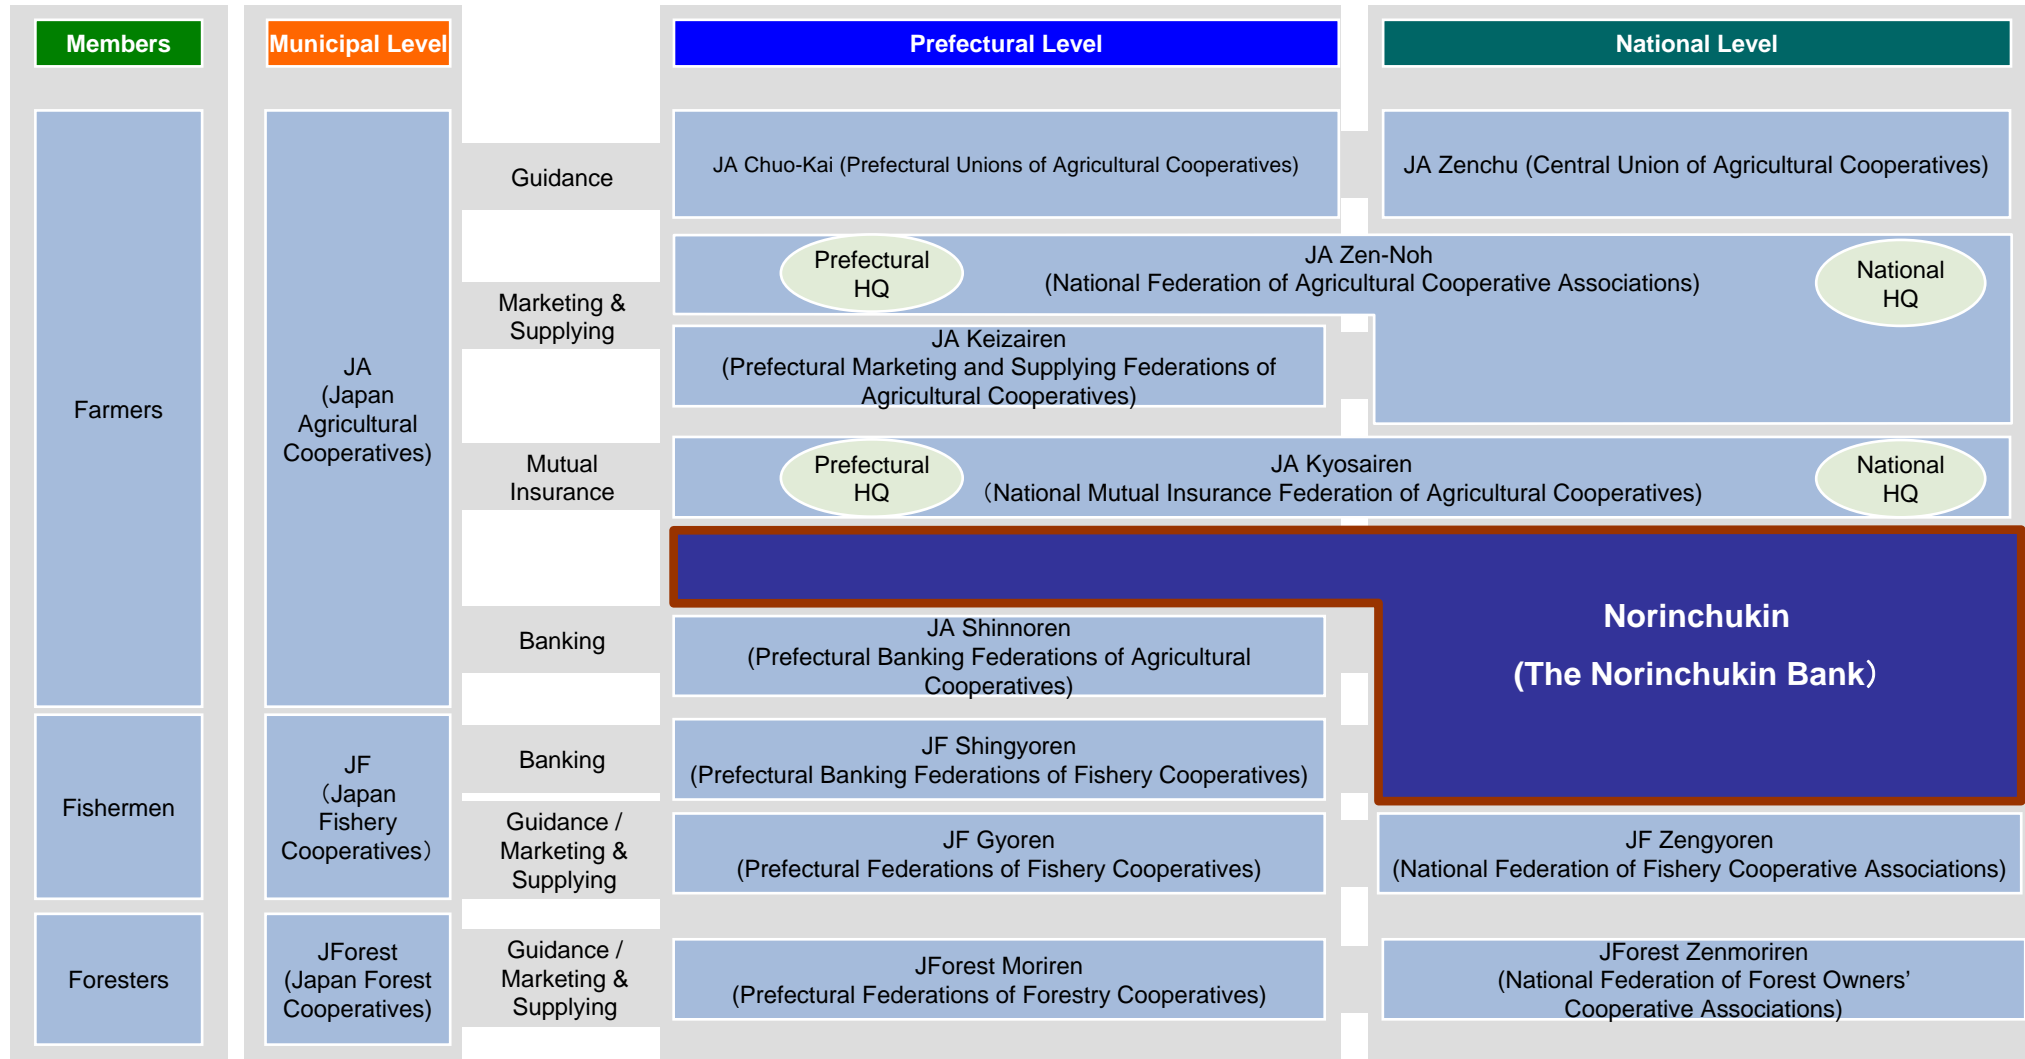 Members
Municipal Level
Prefectural Level
National Level
Farmers
JA
(Japan
Agricultural
Cooperatives)
Guidance
JA Chuo-Kai (Prefectural Unions of Agricultural Cooperatives)
JA Zenchu (Central Union of Agricultural Cooperatives)
Marketing &
Supplying
Prefectural
HQ
JA Zen-Noh
(National Federation of Agricultural Cooperative Associations)
National
HQ
JA Keizairen
(Prefectural Marketing and Supplying Federations of
Agricultural Cooperatives)
Mutual
Insurance
Prefectural
HQ
JA Kyosairen
（National Mutual Insurance Federation of Agricultural Cooperatives)
National
HQ
Norinchukin
(The Norinchukin Bank）
Banking
JA Shinnoren
(Prefectural Banking Federations of Agricultural
Cooperatives)
Fishermen
JF
（Japan
Fishery
Cooperatives）
Banking
JF Shingyoren
(Prefectural Banking Federations of Fishery Cooperatives)
Guidance /
Marketing &
Supplying
JF Gyoren
(Prefectural Federations of Fishery Cooperatives)
JF Zengyoren
(National Federation of Fishery Cooperative Associations)
Foresters
JForest
(Japan Forest
Cooperatives)
Guidance /
Marketing &
Supplying
JForest Moriren
(Prefectural Federations of Forestry Cooperatives)
JForest Zenmoriren
(National Federation of Forest Owners’
Cooperative Associations)